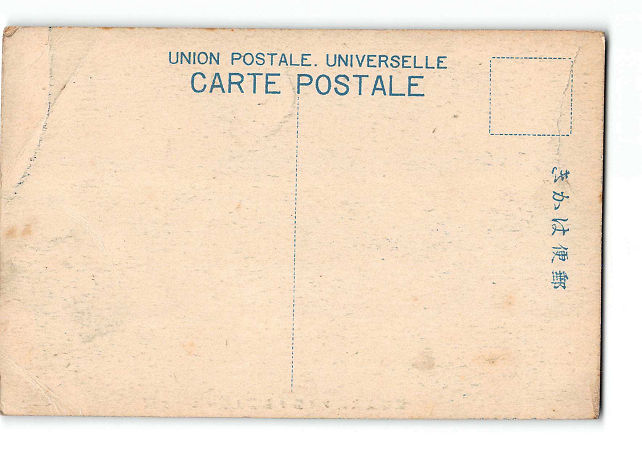 UNION POSTALE. UNIVERSELLE
CARTE POSTALE
郵便はかき